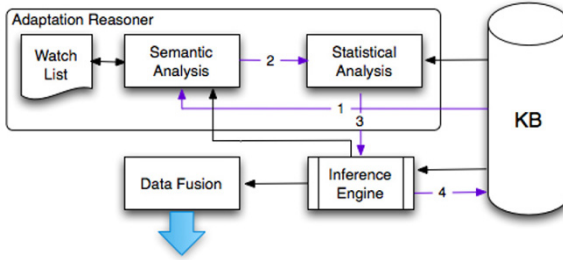 Adaptation Reasoner
Watch
List
Semantic
Analysis
2
Statistical
Analysis
1
3
KB
Data Fusion
Inference
Engine
4